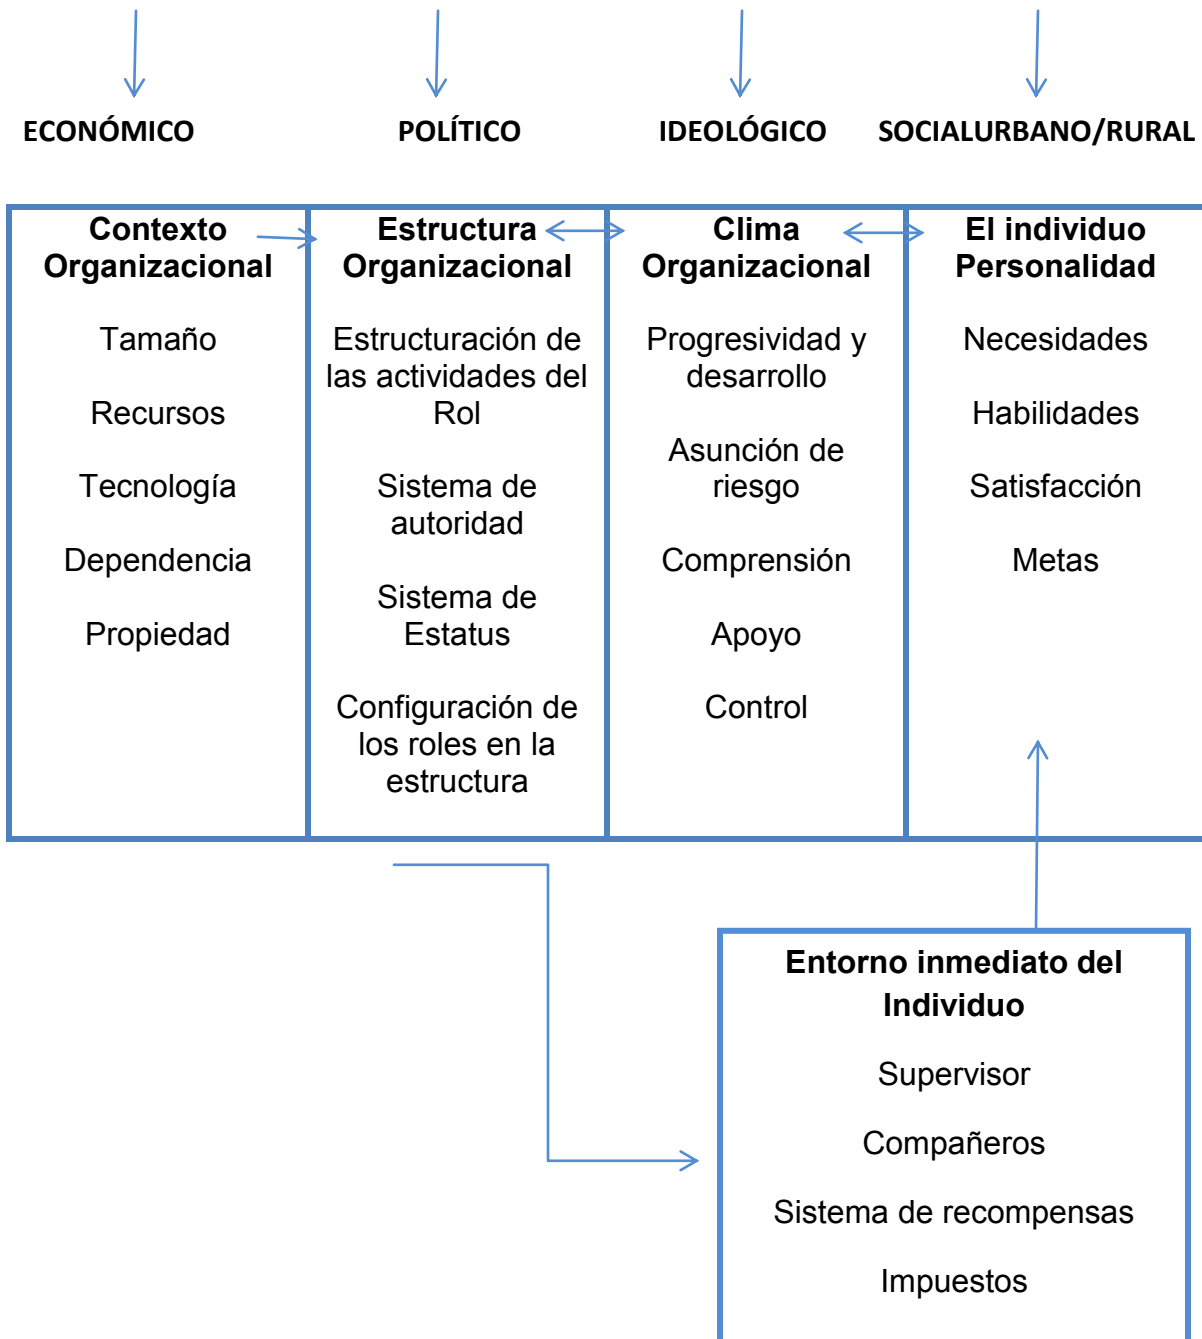 ECONÓMICO
POLÍTICO
IDEOLÓGICO
SOCIALURBANO/RURAL
Contexto
Organizacional
Tamaño
Recursos
Tecnología
Dependencia
Propiedad
Estructura
Organizacional
Estructuración de
las actividades del
Rol
Sistema de
autoridad
Sistema de
Estatus
Configuración de
los roles en la
estructura
Clima
Organizacional
Progresividad y
desarrollo
Asunción de
riesgo
Comprensión
Apoyo
Control
El individuo
Personalidad
Necesidades
Habilidades
Satisfacción
Metas
Entorno inmediato del
Individuo
Supervisor
Compañeros
Sistema de recompensas
Impuestos